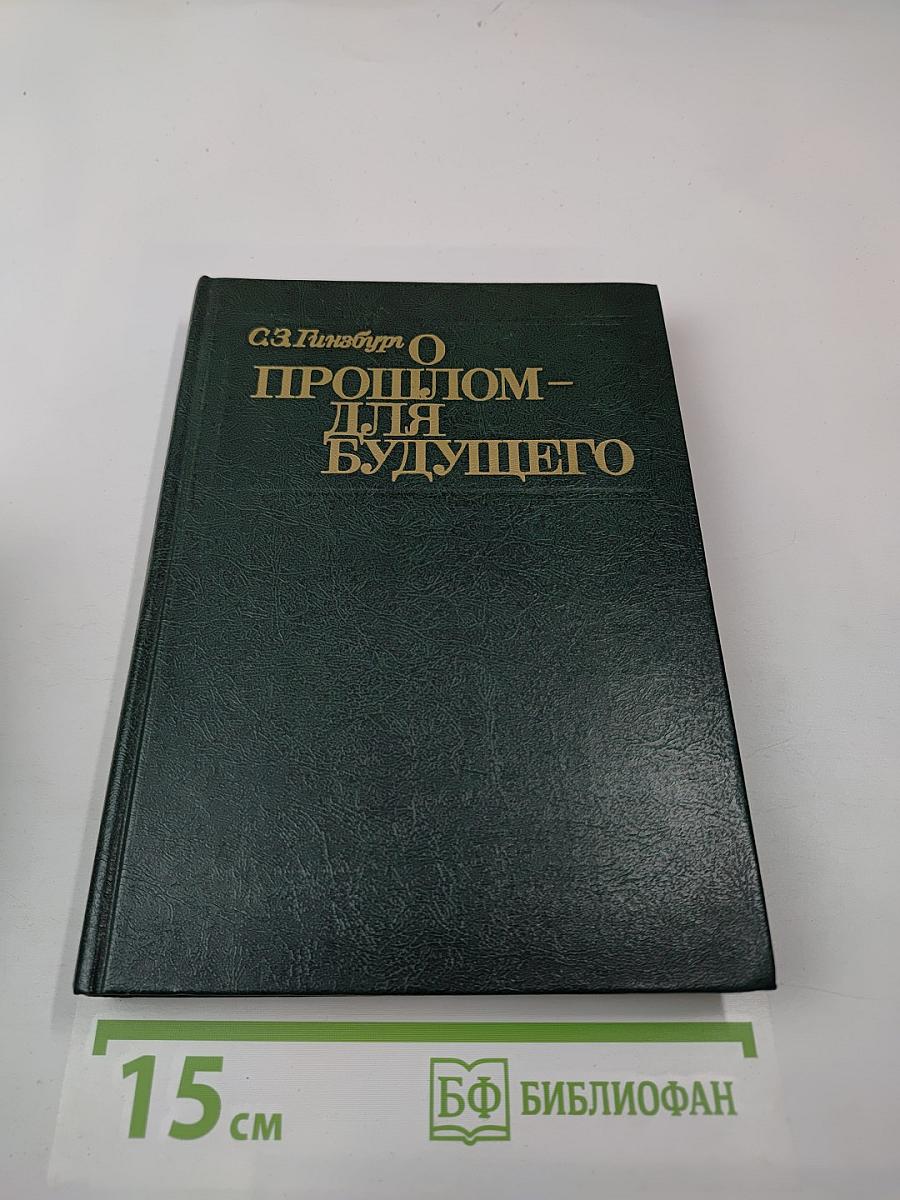 С.З.Гинзбург О
ПРОШЛОМ–
ДЛЯ
БУДУЩЕГО
15 см
БФ БИБЛИОФАН